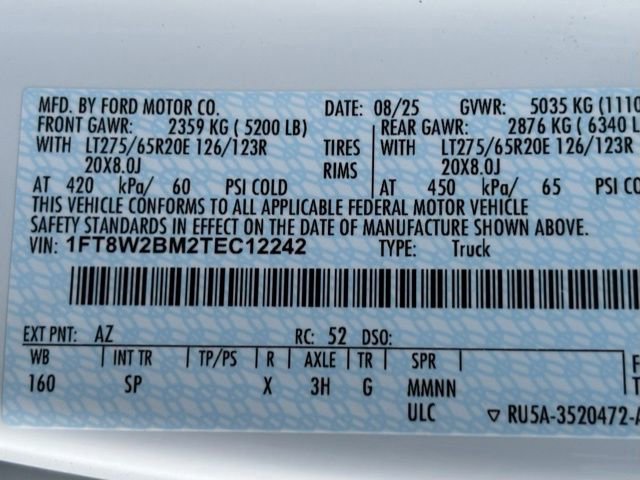 MFD. BY FORD MOTOR CO. DATE: 08/25 GVWR: 5035 KG (1110
FRONT GAWR: 2359 KG ( 5200 LB) REAR GAWR: 2876 KG ( 6340 L
WITH LT275/65R20E 126/123R TIRES WITH LT275/65R20E 126/123R
20X8.0J RIMS 20X8.0J
AT 420 kPa/ 60 PSI COLD AT 450 kPa/ 65 PSI CO
THIS VEHICLE CONFORMS TO ALL APPLICABLE FEDERAL MOTOR VEHICLE
SAFETY STANDARDS IN EFFECT ON THE DATE OF MANUFACTURE SHOWN ABOVE.
VIN: 1FT8W2BM2TEC12242 TYPE: Truck
EXT PNT: AZ RC: 52 DSO:
WB INT TR TP/PS R AXLE TR SPR F
160 SP X 3H G MMNN T
ULC ▽ RU5A-3520472-A